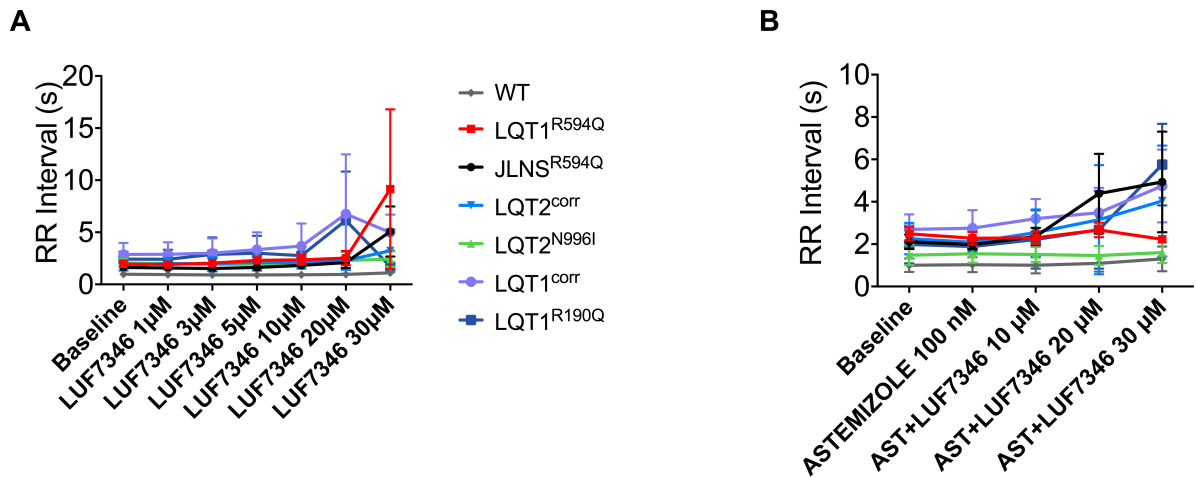 A
RR Interval (s)
20
15
10
5
0
Baseline
LUF7346 1µM
LUF7346 3µM
LUF7346 5µM
LUF7346 10µM
LUF7346 20µM
LUF7346 30µM
WT
LQT1R594Q
JLNSR594Q
LQT2corr
LQT2N996I
LQT1corr
LQT1R190Q
B
RR Interval (s)
10
8
6
4
2
0
Baseline
ASTEMIZOLE 100 nM
AST+LUF7346 10 µM
AST+LUF7346 20 µM
AST+LUF7346 30 µM